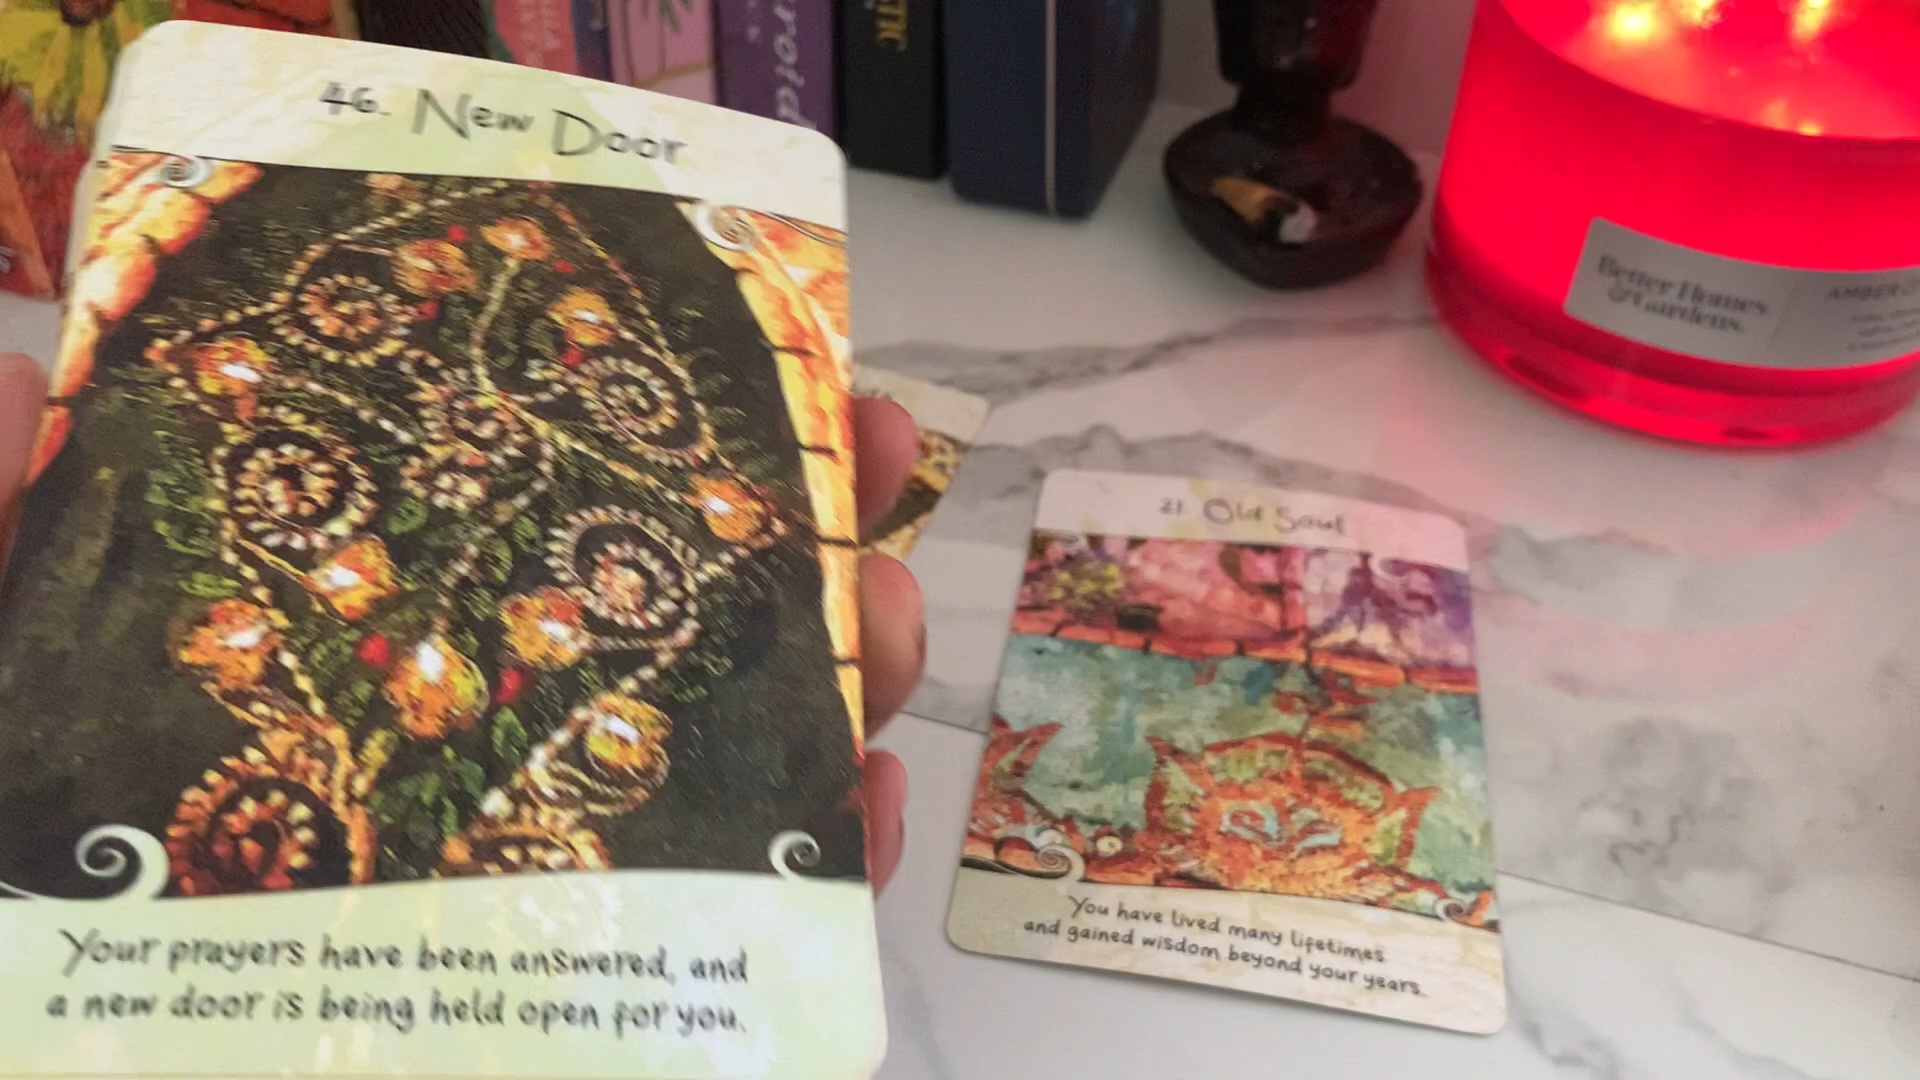 46. New Door
Your prayers have been answered, and
a new door is being held open for you.
21. Old Soul
You have lived many lifetimes
and gained wisdom beyond your years.
Better Homes
& Gardens
AMBER